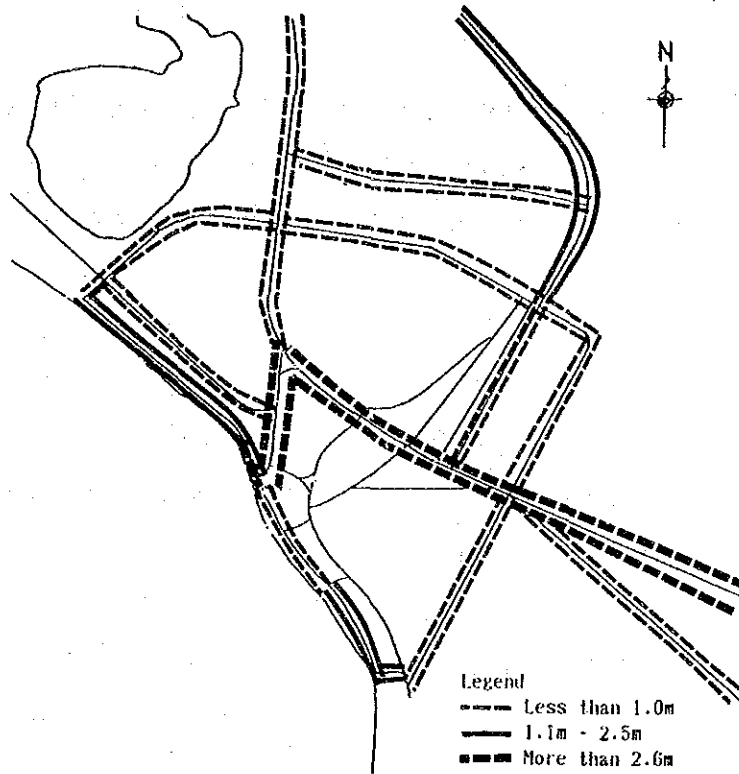 N
Legend
Less than 1.0m
1.1m - 2.5m
More than 2.6m